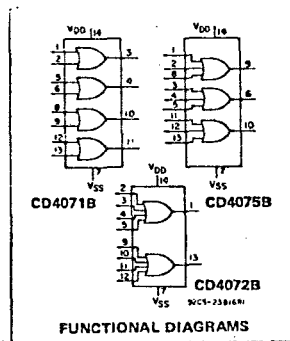 VDD VDD
14 14
1 3 1
2 2 9
8
5 4 3
6 4 6
5
8 10 11
9 12 10
12 11 13
13
7 7
VSS VSS
CD4071B CD4075B
VDD
14
2
3 1
4
5
9
10 13
11
12
7
VSS
CD4072B
92CS-23816R1
FUNCTIONAL DIAGRAMS